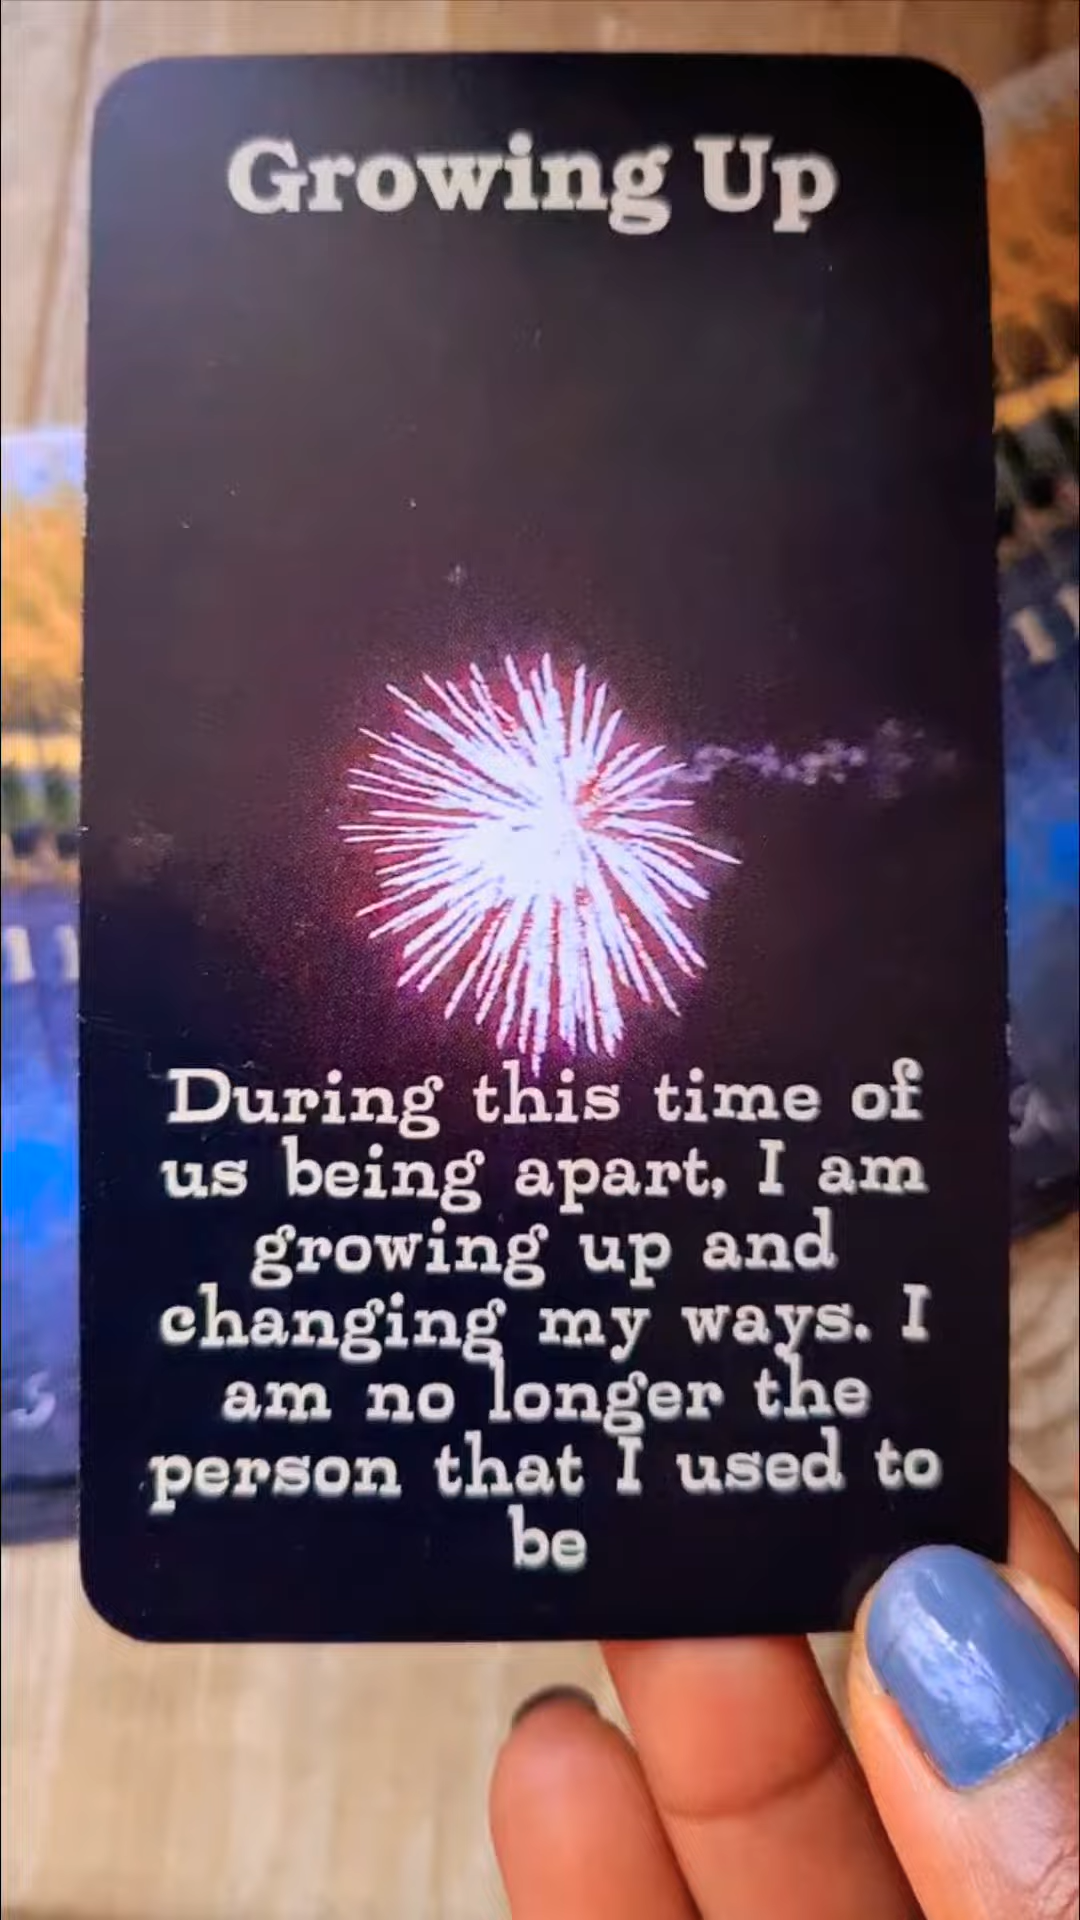 Growing Up
During this time of
us being apart, I am
growing up and
changing my ways. I
am no longer the
person that I used to
be